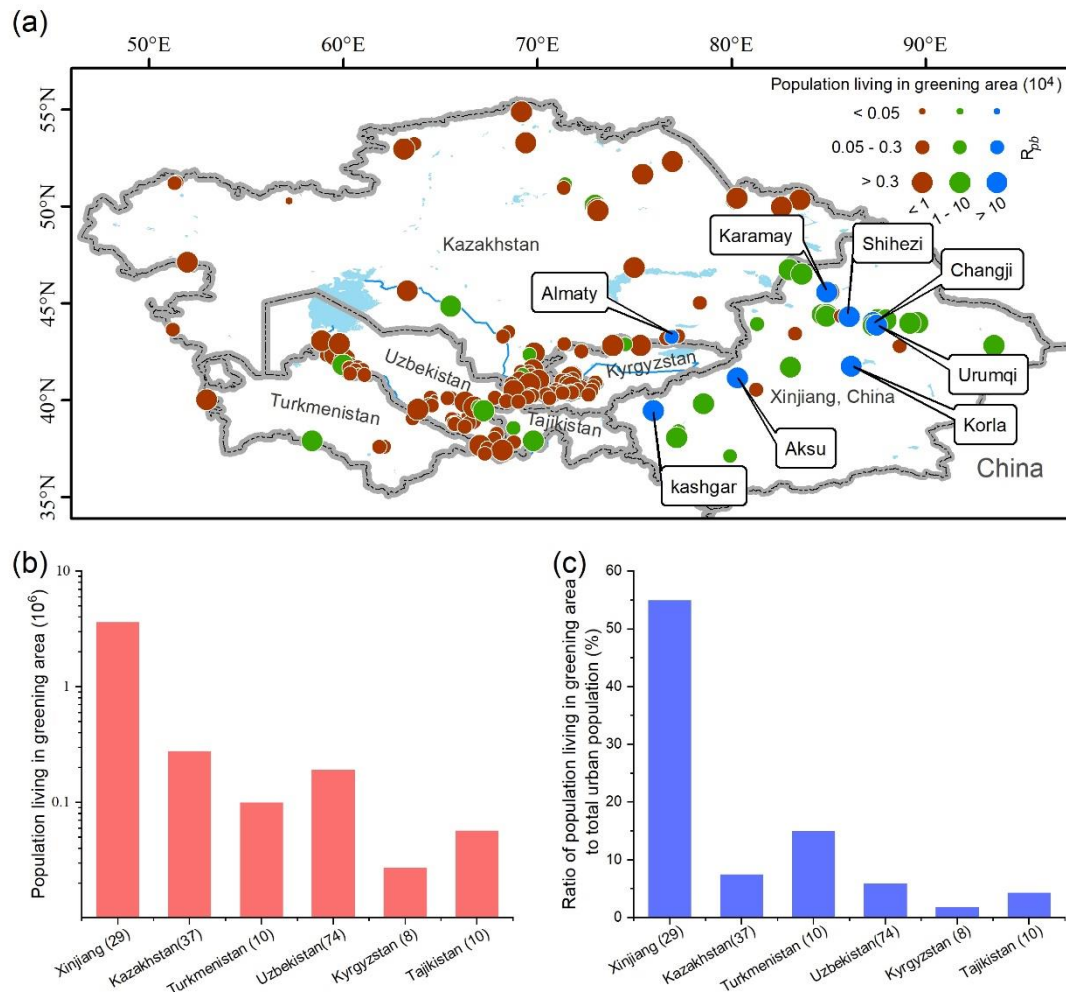 (a)
50°E 60°E 70°E 80°E 90°E
Population living in greening area (10⁴)
< 0.05
0.05 - 0.3
> 0.3
< 1 1 - 10 > 10
Rpb
55°N
50°N
45°N
40°N
35°N
Kazakhstan
Karamay
Shihezi
Changji
Almaty
Uzbekistan
Kyrgyzstan
Urumqi
Turkmenistan
Tajikistan
Xinjiang, China
Korla
Aksu
China
kashgar
(b)
Population living in greening area (10⁶)
10
1
0.1
Xinjiang (29)
Kazakhstan(37)
Turkmenistan (10)
Uzbekistan(74)
Kyrgyzstan (8)
Tajikistan (10)
(c)
Ratio of population living in greening area
to total urban population (%)
60
50
40
30
20
10
0
Xinjiang (29)
Kazakhstan(37)
Turkmenistan (10)
Uzbekistan(74)
Kyrgyzstan (8)
Tajikistan (10)